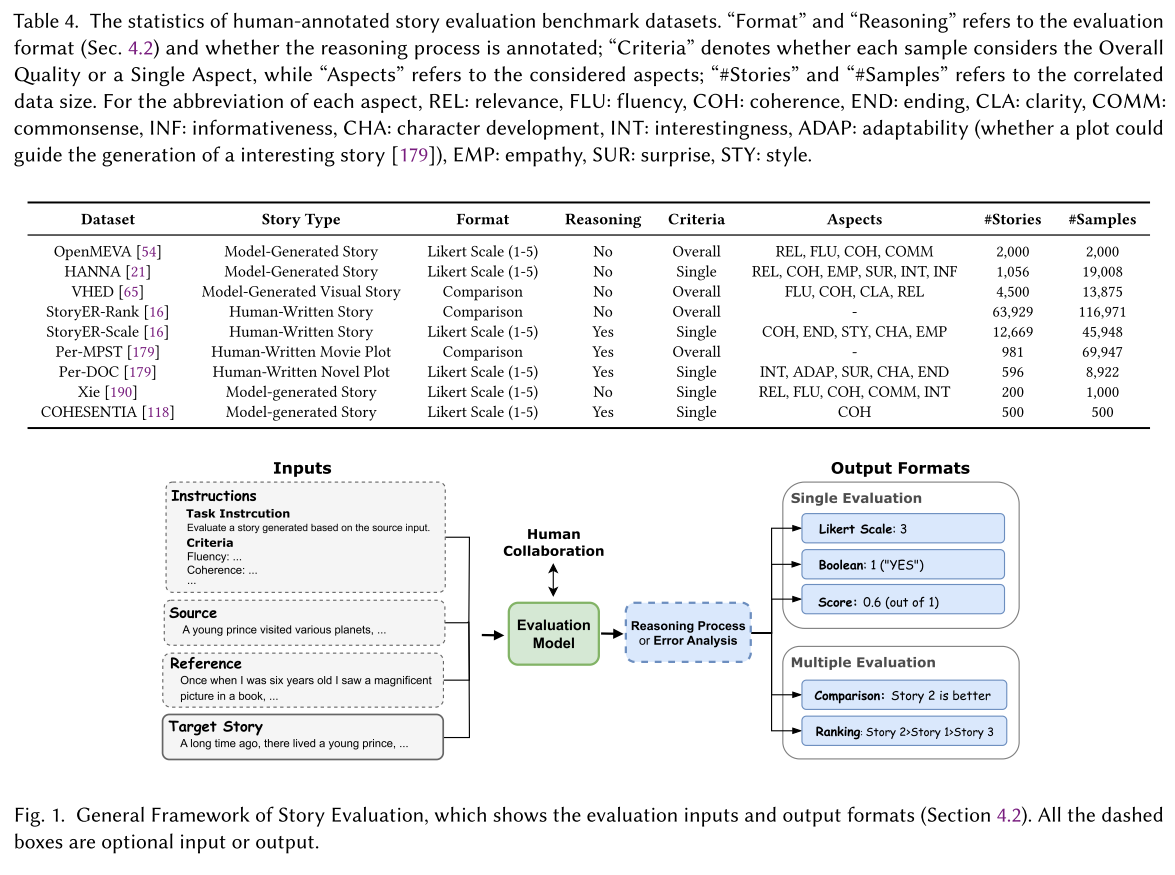 Table 4. The statistics of human-annotated story evaluation benchmark datasets. “Format” and “Reasoning” refers to the evaluation
format (Sec. 4.2) and whether the reasoning process is annotated; “Criteria” denotes whether each sample considers the Overall
Quality or a Single Aspect, while “Aspects” refers to the considered aspects; “#Stories” and “#Samples” refers to the correlated
data size. For the abbreviation of each aspect, REL: relevance, FLU: fluency, COH: coherence, END: ending, CLA: clarity, COMM:
commonsense, INF: informativeness, CHA: character development, INT: interestingness, ADAP: adaptability (whether a plot could
guide the generation of a interesting story [179]), EMP: empathy, SUR: surprise, STY: style.
Dataset Story Type Format Reasoning Criteria Aspects #Stories #Samples
OpenMEVA [54] Model-Generated Story Likert Scale (1-5) No Overall REL, FLU, COH, COMM 2,000 2,000
HANNA [21] Model-Generated Story Likert Scale (1-5) No Single REL, COH, EMP, SUR, INT, INF 1,056 19,008
VHED [65] Model-Generated Visual Story Comparison No Overall FLU, COH, CLA, REL 4,500 13,875
StoryER-Rank [16] Human-Written Story Comparison No Overall - 63,929 116,971
StoryER-Scale [16] Human-Written Story Likert Scale (1-5) Yes Single COH, END, STY, CHA, EMP 12,669 45,948
Per-MPST [179] Human-Written Movie Plot Comparison Yes Overall - 981 69,947
Per-DOC [179] Human-Written Novel Plot Likert Scale (1-5) Yes Single INT, ADAP, SUR, CHA, END 596 8,922
Xie [190] Model-generated Story Likert Scale (1-5) No Single REL, FLU, COH, COMM, INT 200 1,000
COHESENTIA [118] Model-generated Story Likert Scale (1-5) Yes Single COH 500 500
Inputs
Instructions
Task Instrcution
Evaluate a story generated based on the source input.
Criteria
Fluency: ...
Coherence: ...
...
Source
A young prince visited various planets, ...
Reference
Once when I was six years old I saw a magnificent
picture in a book, ...
Target Story
A long time ago, there lived a young prince, ...
Human
Collaboration
Evaluation
Model
Reasoning Process
or Error Analysis
Output Formats
Single Evaluation
Likert Scale: 3
Boolean: 1 ("YES")
Score: 0.6 (out of 1)
Multiple Evaluation
Comparison: Story 2 is better
Ranking: Story 2>Story 1>Story 3
Fig. 1. General Framework of Story Evaluation, which shows the evaluation inputs and output formats (Section 4.2). All the dashed
boxes are optional input or output.